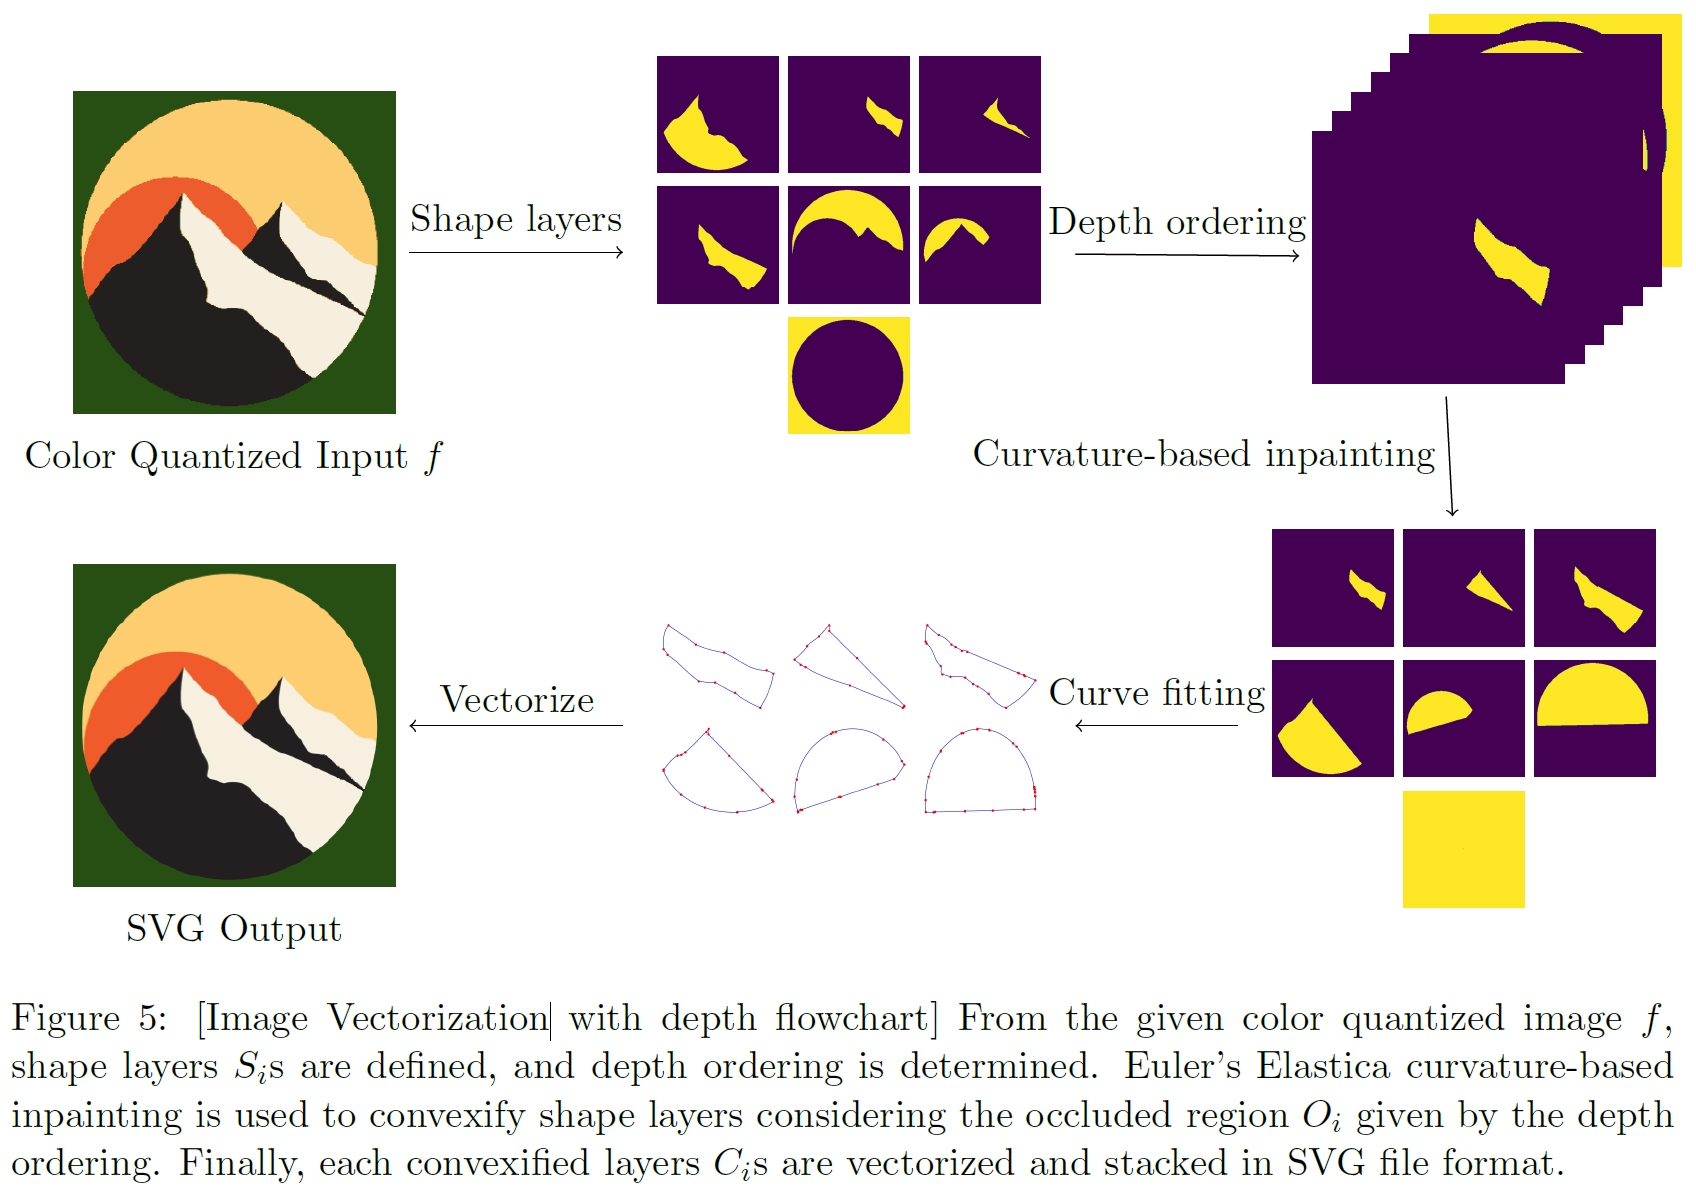 Shape layers
Depth ordering
Color Quantized Input f
Curvature-based inpainting
Curve fitting
Vectorize
SVG Output
Figure 5: [Image Vectorization with depth flowchart] From the given color quantized image f,
shape layers Sᵢs are defined, and depth ordering is determined. Euler's Elastica curvature-based
inpainting is used to convexify shape layers considering the occluded region Oᵢ given by the depth
ordering. Finally, each convexified layers Cᵢs are vectorized and stacked in SVG file format.